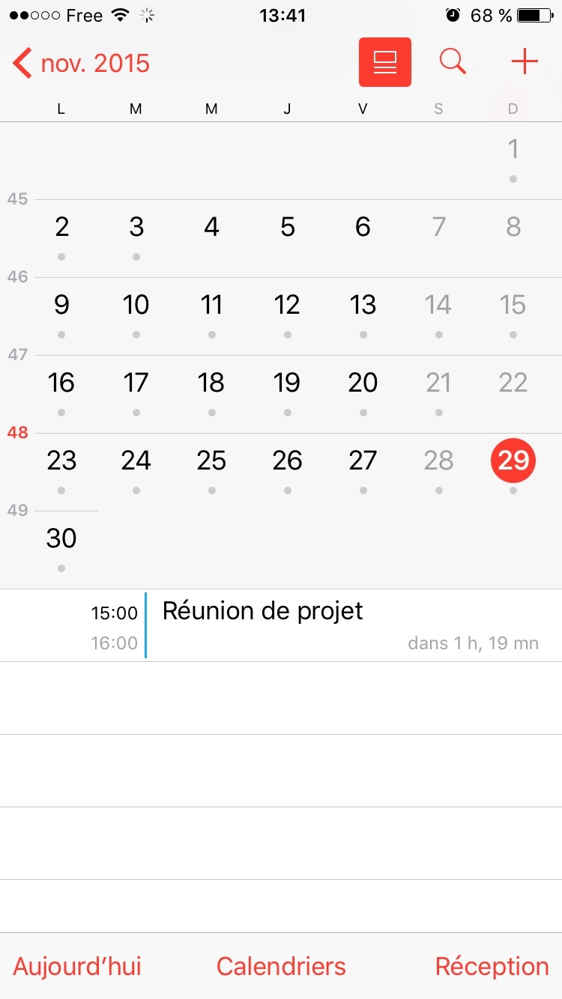 Free 13:41 68 %
nov. 2015
L M M J V S D
1
45
2 3 4 5 6 7 8
46
9 10 11 12 13 14 15
47
16 17 18 19 20 21 22
48
23 24 25 26 27 28 29
49
30
15:00 Réunion de projet
16:00 dans 1 h, 19 mn
Aujourd’hui Calendriers Réception